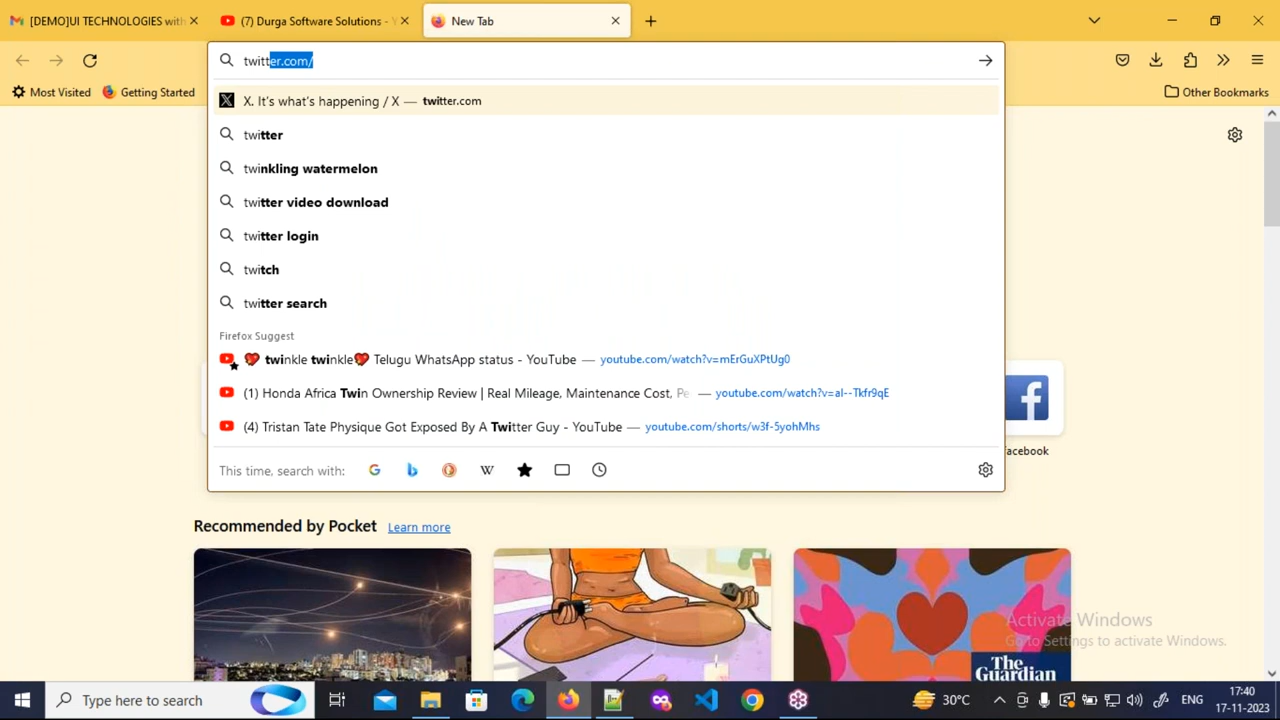 [DEMO]UI TECHNOLOGIES with
(7) Durga Software Solutions - Y
New Tab
twitter.com/
Most Visited
Getting Started
Other Bookmarks
X. It's what's happening / X — twitter.com
twitter
twinkling watermelon
twitter video download
twitter login
twitch
twitter search
Firefox Suggest
💖 twinkle twinkle💖 Telugu WhatsApp status - YouTube — youtube.com/watch?v=mErGuXPtUg0
(1) Honda Africa Twin Ownership Review | Real Mileage, Maintenance Cost, Pe — youtube.com/watch?v=al--Tkfr9qE
(4) Tristan Tate Physique Got Exposed By A Twitter Guy - YouTube — youtube.com/shorts/w3f-5yohMhs
acebook
This time, search with:
Recommended by Pocket Learn more
The
Guardian
Activate Windows
Go to Settings to activate Windows.
Type here to search
30°C
ENG
17:40
17-11-2023